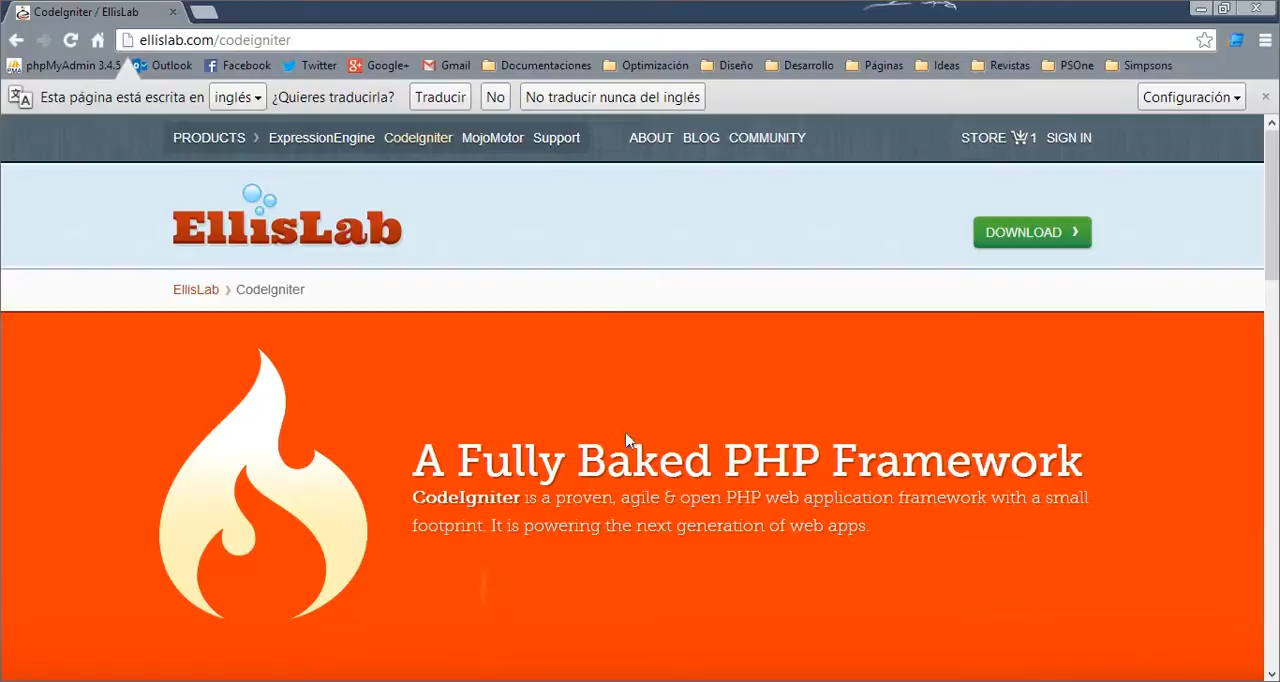 CodeIgniter / EllisLab
ellislab.com/codeigniter
phpMyAdmin 3.4.5 Outlook Facebook Twitter Google+ Gmail Documentaciones Optimización Diseño Desarrollo Páginas Ideas Revistas PSOne Simpsons
Esta página está escrita en inglés ¿Quieres traducirla? Traducir No No traducir nunca del inglés Configuración
PRODUCTS › ExpressionEngine CodeIgniter MojoMotor Support ABOUT BLOG COMMUNITY STORE 1 SIGN IN
EllisLab
DOWNLOAD ›
EllisLab › CodeIgniter
A Fully Baked PHP Framework
CodeIgniter is a proven, agile & open PHP web application framework with a small
footprint. It is powering the next generation of web apps.